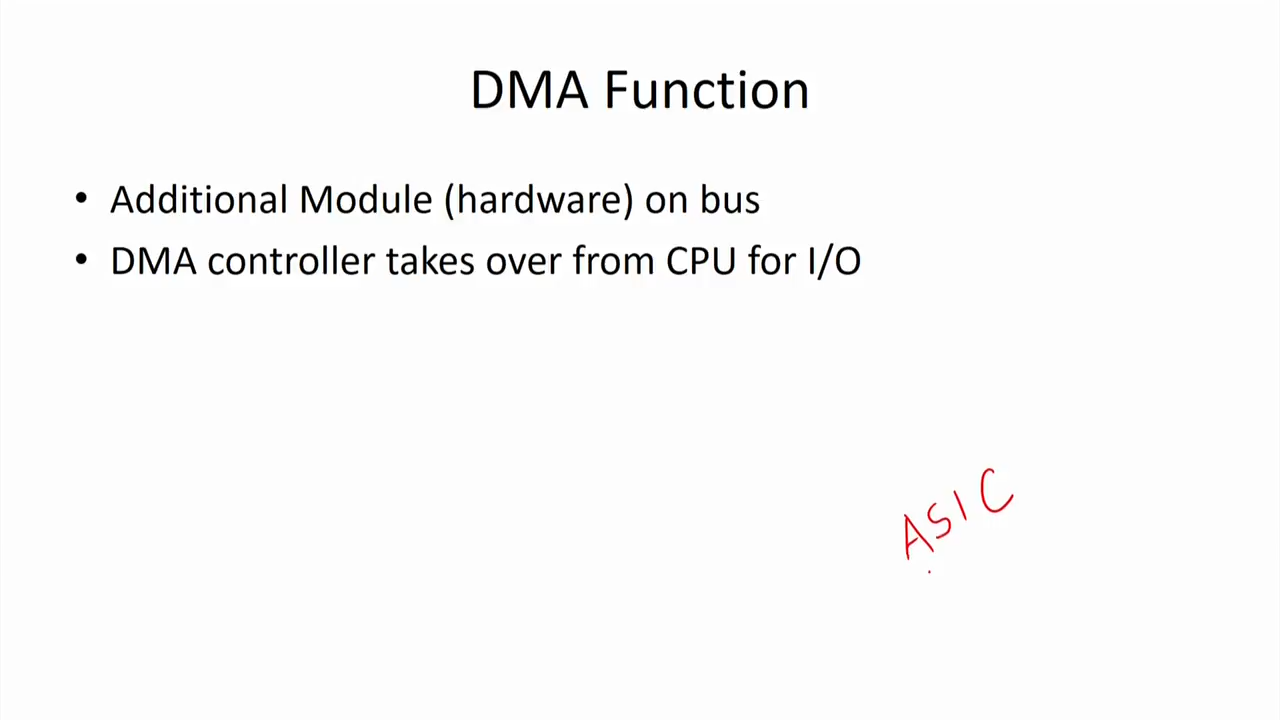 DMA Function
• Additional Module (hardware) on bus
• DMA controller takes over from CPU for I/O
ASIC